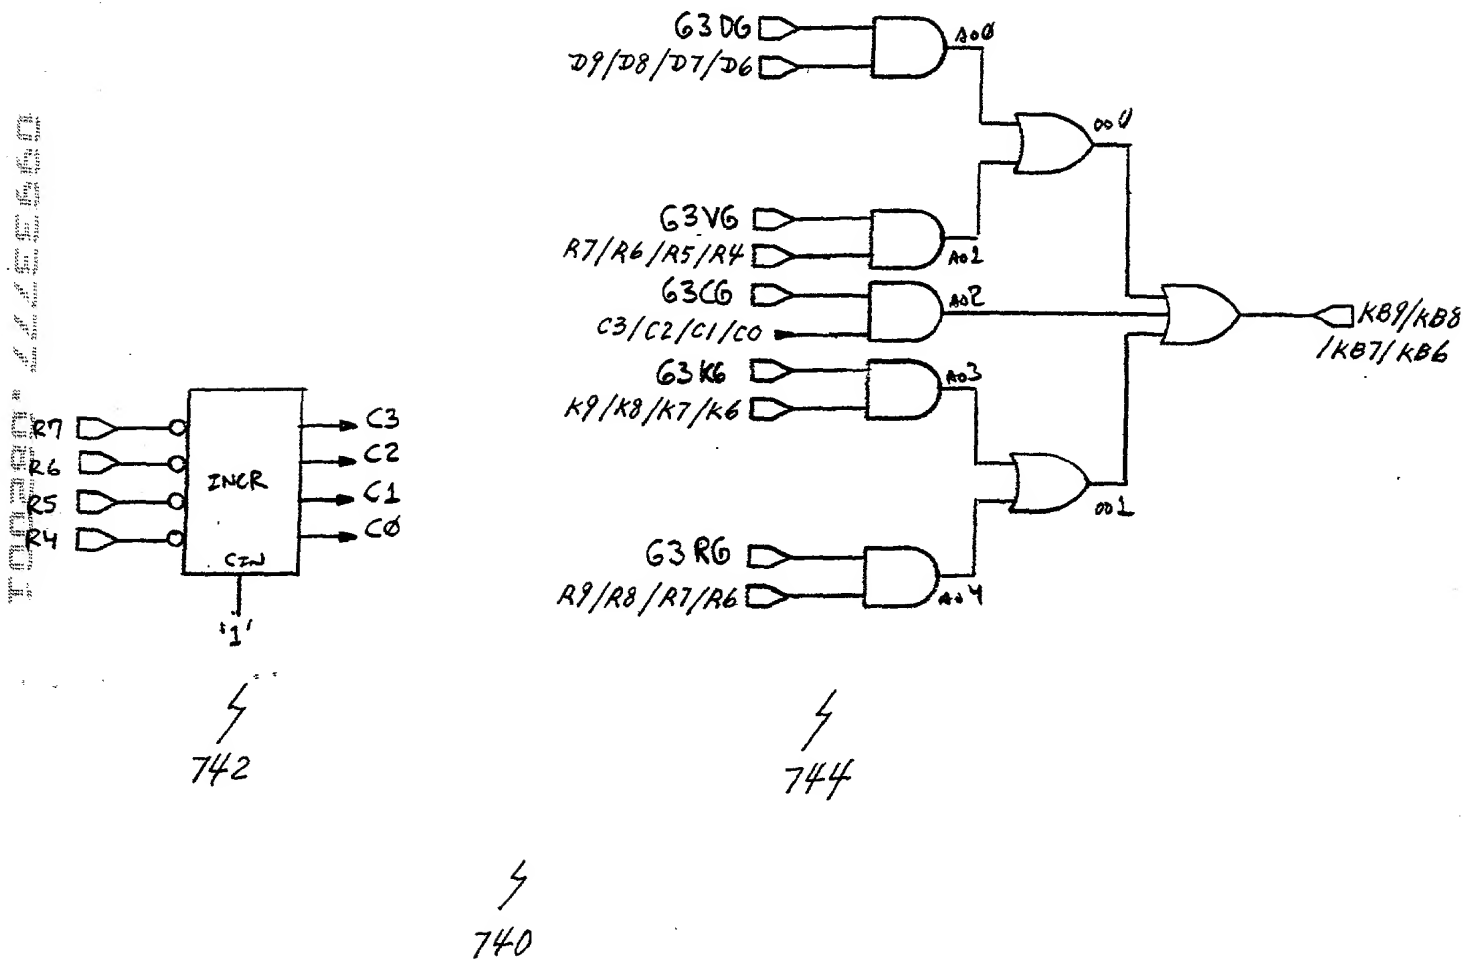 G3DG
A00
D9/D8/D7/D6
G3VG
R7/R6/R5/R4
A01
G3CG
A02
C3/C2/C1/C0
KB9/KB8
/KB7/KB6
G3KG
A03
K9/K8/K7/K6
O01
G3RG
R9/R8/R7/R6
A04
R7
R6
R5
R4
INCR
CIN
'1'
C3
C2
C1
CØ
742
744
740